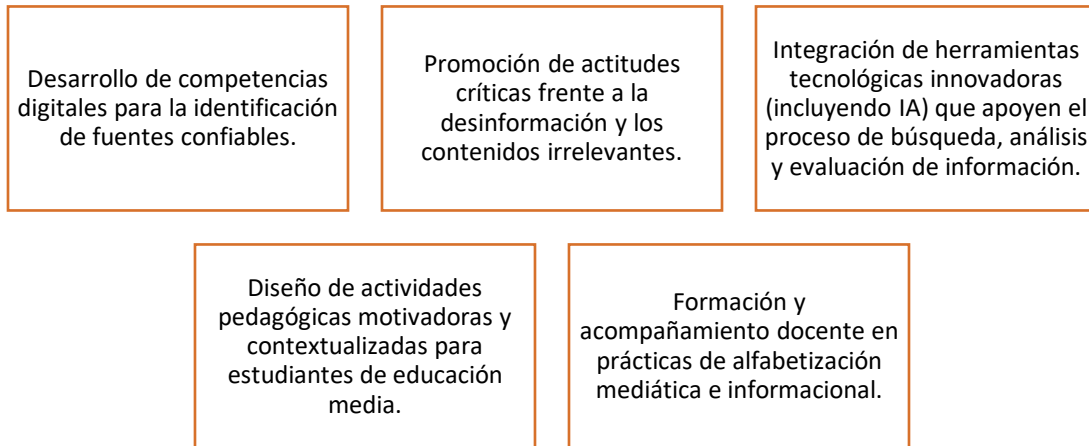 Desarrollo de competencias
digitales para la identificación
de fuentes confiables.
Promoción de actitudes
críticas frente a la
desinformación y los
contenidos irrelevantes.
Integración de herramientas
tecnológicas innovadoras
(incluyendo IA) que apoyen el
proceso de búsqueda, análisis
y evaluación de información.
Diseño de actividades
pedagógicas motivadoras y
contextualizadas para
estudiantes de educación
media.
Formación y
acompañamiento docente en
prácticas de alfabetización
mediática e informacional.